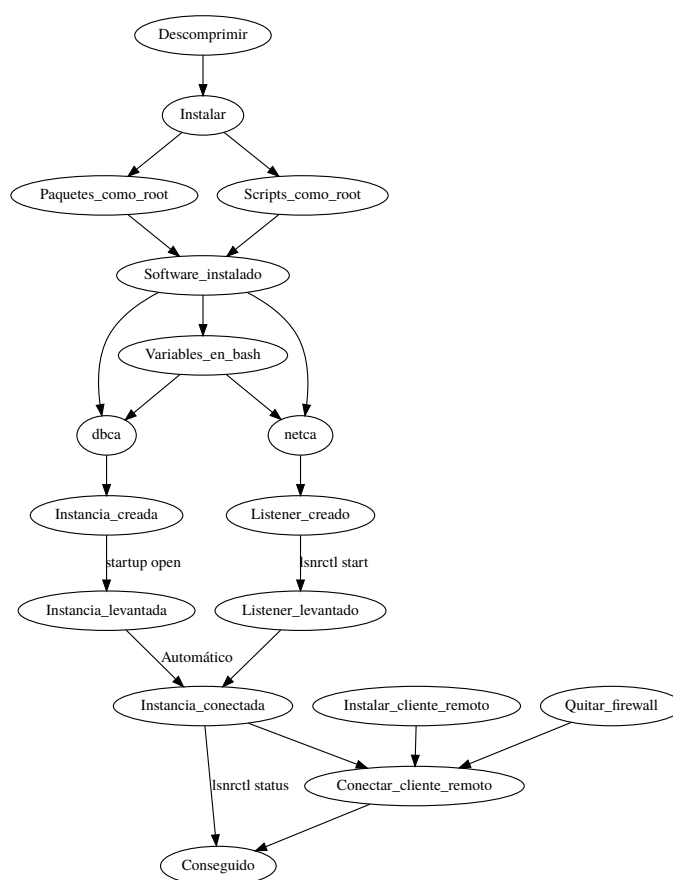 Descomprimir
Instalar
Paquetes_como_root
Scripts_como_root
Software_instalado
Variables_en_bash
dbca
netca
Instancia_creada
Listener_creado
startup open
lsnrctl start
Instancia_levantada
Listener_levantado
Automático
Instancia_conectada
Instalar_cliente_remoto
Quitar_firewall
lsnrctl status
Conectar_cliente_remoto
Conseguido